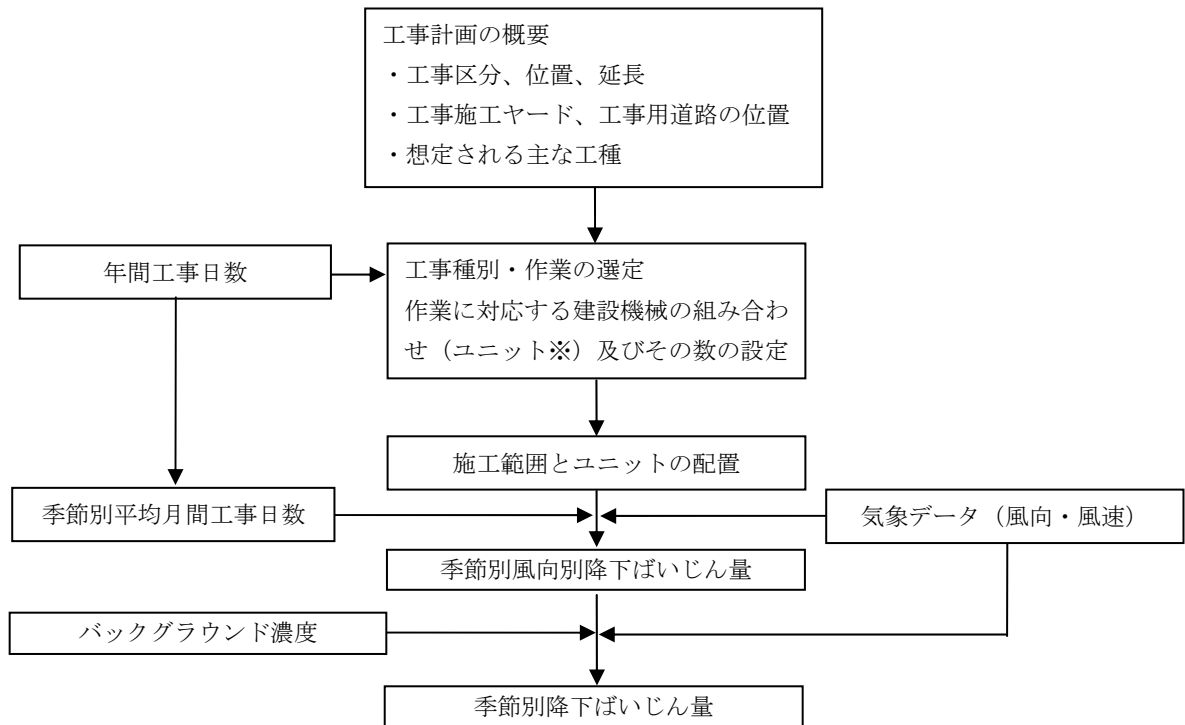 工事計画の概要
・工事区分、位置、延長
・工事施工ヤード、工事用道路の位置
・想定される主な工種
年間工事日数
工事種別・作業の選定
作業に対応する建設機械の組み合わ
せ（ユニット※）及びその数の設定
施工範囲とユニットの配置
季節別平均月間工事日数
気象データ（風向・風速）
季節別風向別降下ばいじん量
バックグラウンド濃度
季節別降下ばいじん量